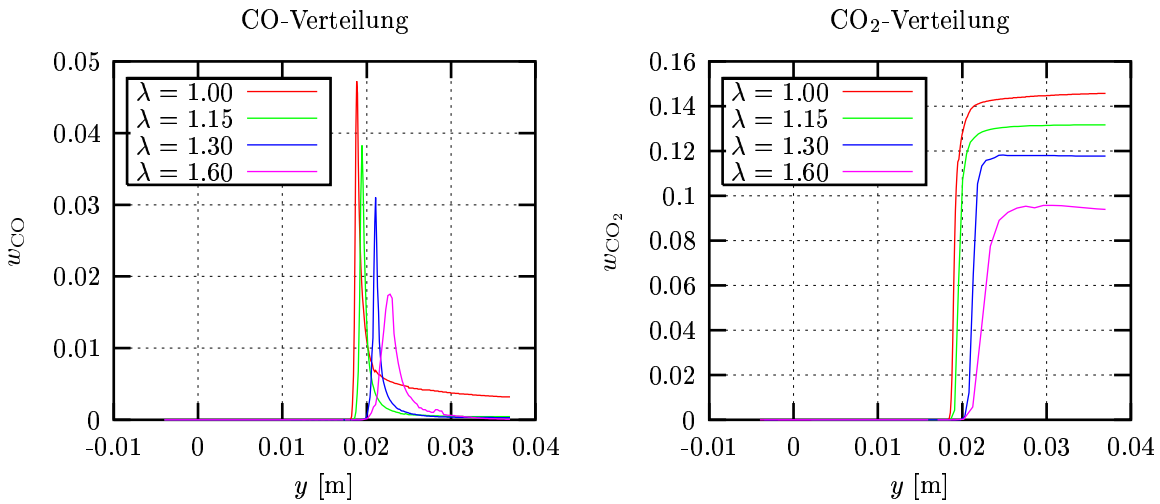 CO-Verteilung
0.05
0.04
0.03
0.02
0.01
0
-0.01
0
0.01
0.02
0.03
0.04
w_CO
y [m]
λ = 1.00
λ = 1.15
λ = 1.30
λ = 1.60
CO₂-Verteilung
0.16
0.14
0.12
0.1
0.08
0.06
0.04
0.02
0
-0.01
0
0.01
0.02
0.03
0.04
w_CO₂
y [m]
λ = 1.00
λ = 1.15
λ = 1.30
λ = 1.60